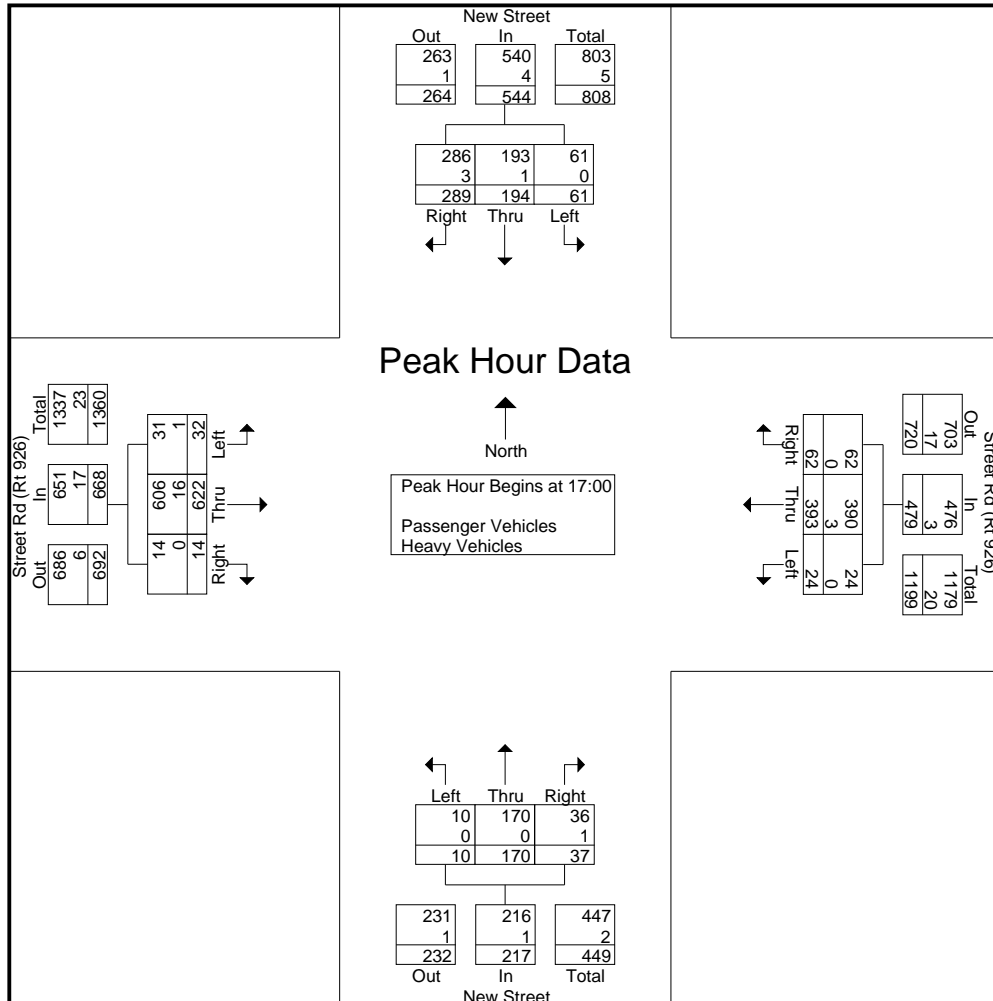 New Street
Out In Total
263 540 803
1 4 5
264 544 808
286 193 61
3 1 0
289 194 61
Right Thru Left
Peak Hour Data
North
Peak Hour Begins at 17:00
Passenger Vehicles
Heavy Vehicles
Street Rd (Rt 926)
Total In Out
1337 651 686
23 17 6
1360 668 692
31 606 14
1 16 0
32 622 14
Left Thru Right
Street Rd (Rt 926)
Out In Total
703 476 1179
17 3 20
720 479 1199
62 390 24
0 3 0
62 393 24
Right Thru Left
Left Thru Right
10 170 36
0 0 1
10 170 37
231 216 447
1 1 2
232 217 449
Out In Total
New Street